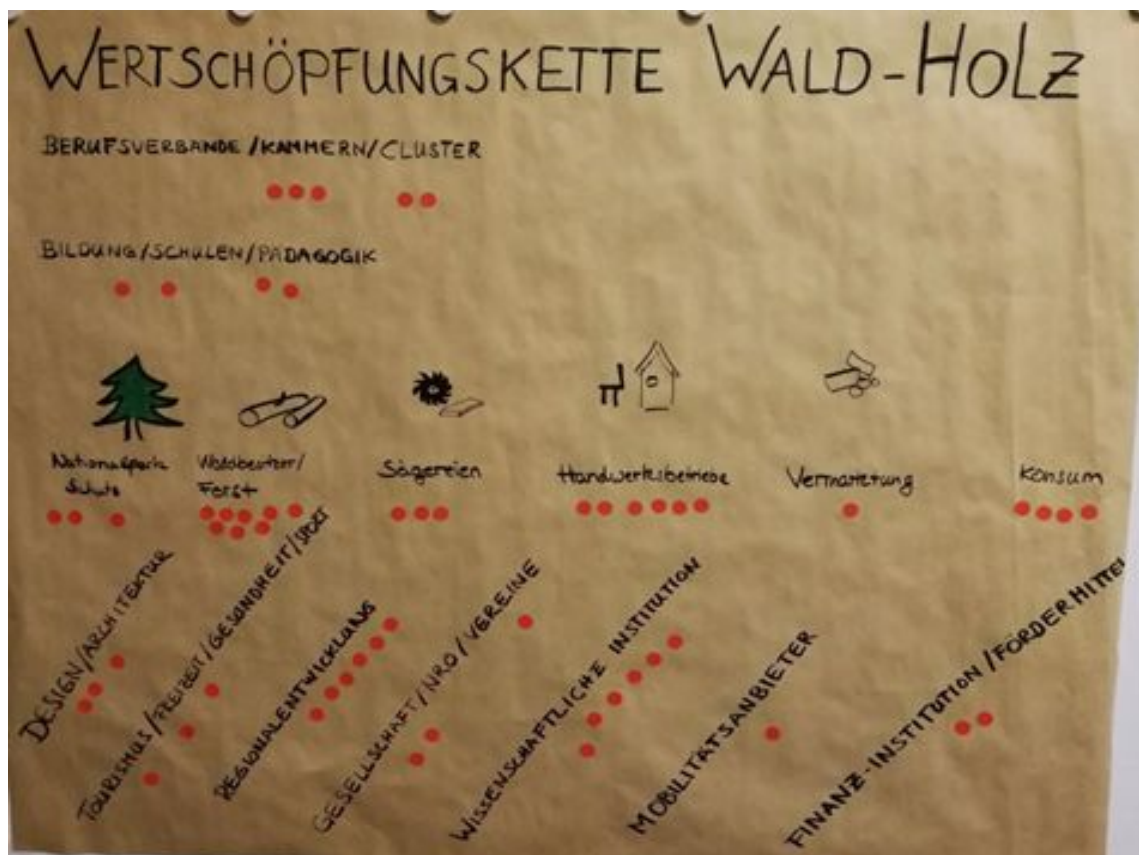 WERTSCHÖPFUNGSKETTE WALD-HOLZ
BERUFSVERBANDE/KAMMERN/CLUSTER
BILDUNG/SCHULEN/PÄDAGOGIK
Nationalpark
Schutz
Waldbesitzer/
Forst
Sägereien
Handwerksbetriebe
Vermarktung
Konsum
DESIGN/ARCHITEKTUR
TOURISMUS/FREIZEIT/GESUNDHEIT/SPORT
REGIONALENTWICKLUNG
GESELLSCHAFT/NRO/VEREINE
WISSENSCHAFTLICHE INSTITUTION
MOBILITÄTSANBIETER
FINANZ-INSTITUTION/FÖRDERMITTEL